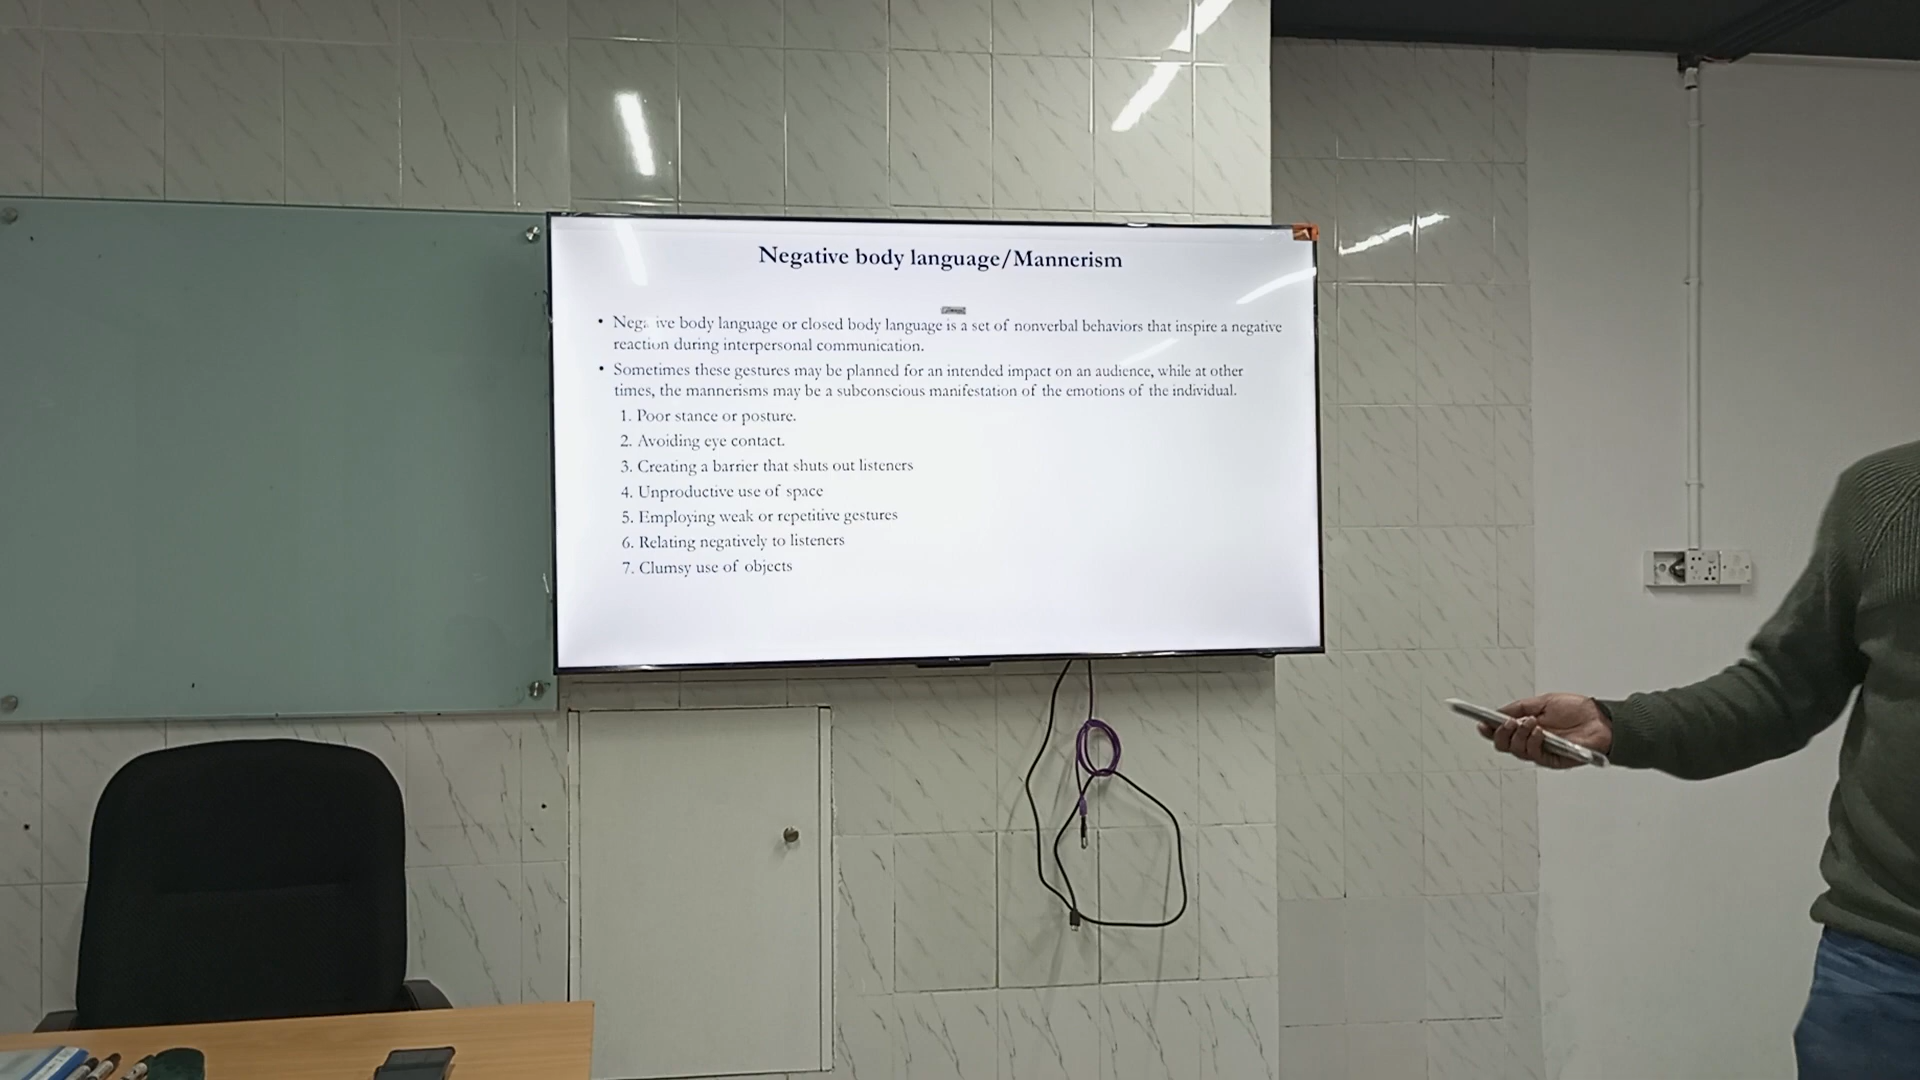 Negative body language/Mannerism
• Negative body language or closed body language is a set of nonverbal behaviors that inspire a negative
reaction during interpersonal communication.
• Sometimes these gestures may be planned for an intended impact on an audience, while at other
times, the mannerisms may be a subconscious manifestation of the emotions of the individual.
1. Poor stance or posture.
2. Avoiding eye contact.
3. Creating a barrier that shuts out listeners
4. Unproductive use of space
5. Employing weak or repetitive gestures
6. Relating negatively to listeners
7. Clumsy use of objects